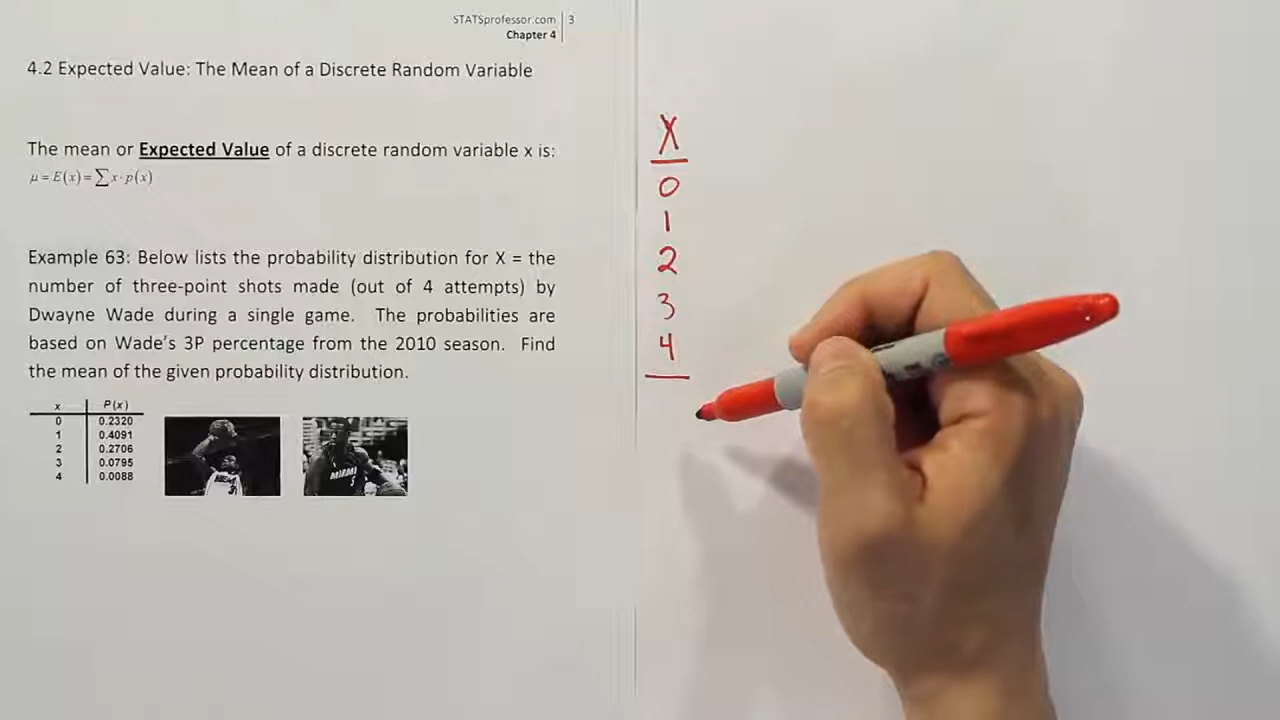 STATSprofessor.com 3
Chapter 4
4.2 Expected Value: The Mean of a Discrete Random Variable
The mean or Expected Value of a discrete random variable x is:
μ = E(x) = ∑ x · p(x)
Example 63: Below lists the probability distribution for X = the
number of three-point shots made (out of 4 attempts) by
Dwayne Wade during a single game. The probabilities are
based on Wade's 3P percentage from the 2010 season. Find
the mean of the given probability distribution.
x P(x)
0 0.2320
1 0.4091
2 0.2706
3 0.0795
4 0.0088
MIAMI
X
0
1
2
3
4